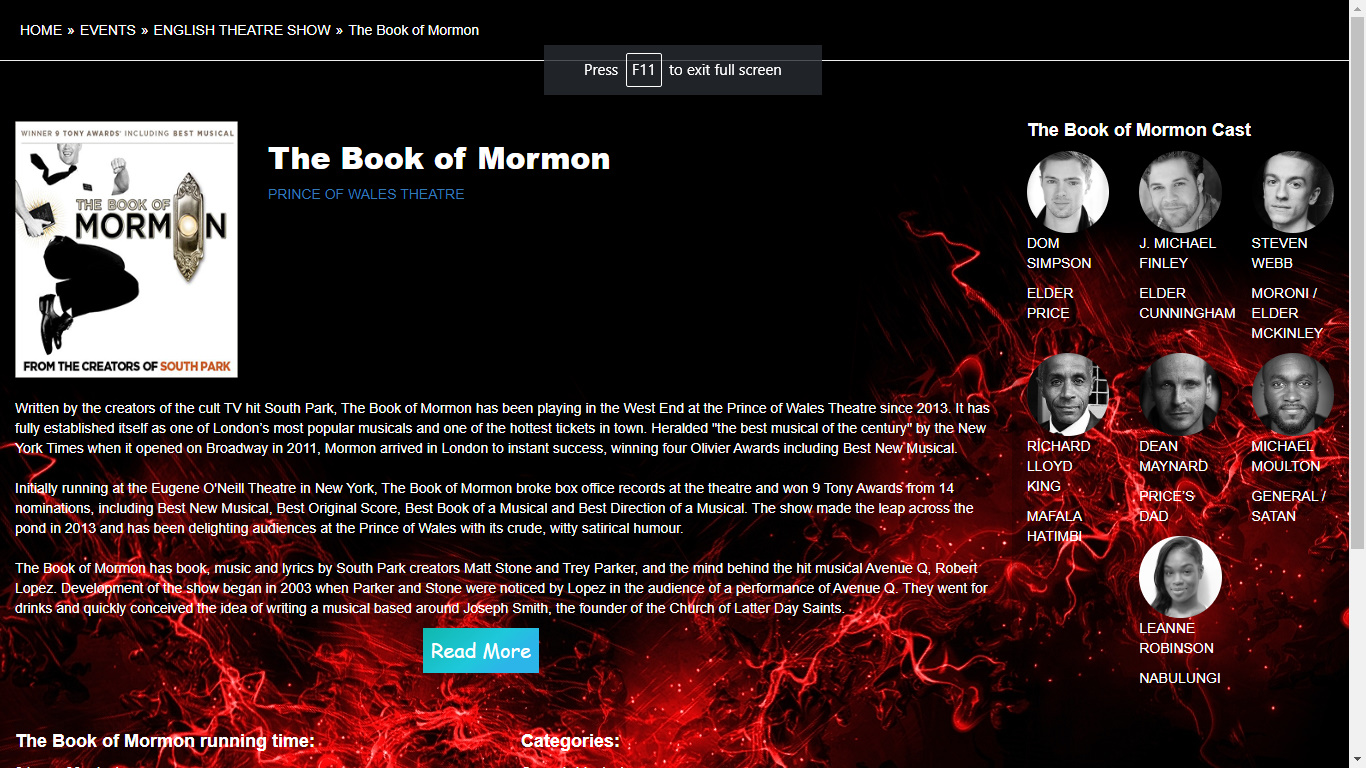 HOME » EVENTS » ENGLISH THEATRE SHOW » The Book of Mormon
Press F11 to exit full screen
WINNER 9 TONY AWARDS' INCLUDING BEST MUSICAL
THE BOOK OF
MORMON
FROM THE CREATORS OF SOUTH PARK
The Book of Mormon
PRINCE OF WALES THEATRE
Written by the creators of the cult TV hit South Park, The Book of Mormon has been playing in the West End at the Prince of Wales Theatre since 2013. It has
fully established itself as one of London's most popular musicals and one of the hottest tickets in town. Heralded "the best musical of the century" by the New
York Times when it opened on Broadway in 2011, Mormon arrived in London to instant success, winning four Olivier Awards including Best New Musical.
Initially running at the Eugene O'Neill Theatre in New York, The Book of Mormon broke box office records at the theatre and won 9 Tony Awards from 14
nominations, including Best New Musical, Best Original Score, Best Book of a Musical and Best Direction of a Musical. The show made the leap across the
pond in 2013 and has been delighting audiences at the Prince of Wales with its crude, witty satirical humour.
The Book of Mormon has book, music and lyrics by South Park creators Matt Stone and Trey Parker, and the mind behind the hit musical Avenue Q, Robert
Lopez. Development of the show began in 2003 when Parker and Stone were noticed by Lopez in the audience of a performance of Avenue Q. They went for
drinks and quickly conceived the idea of writing a musical based around Joseph Smith, the founder of the Church of Latter Day Saints.
Read More
The Book of Mormon running time:
Categories:
The Book of Mormon Cast
DOM
SIMPSON
ELDER
PRICE
J. MICHAEL
FINLEY
ELDER
CUNNINGHAM
STEVEN
WEBB
MORONI /
ELDER
MCKINLEY
RICHARD
LLOYD
KING
MAFALA
HATIMBI
DEAN
MAYNARD
PRICE'S
DAD
MICHAEL
MOULTON
GENERAL /
SATAN
LEANNE
ROBINSON
NABULUNGI